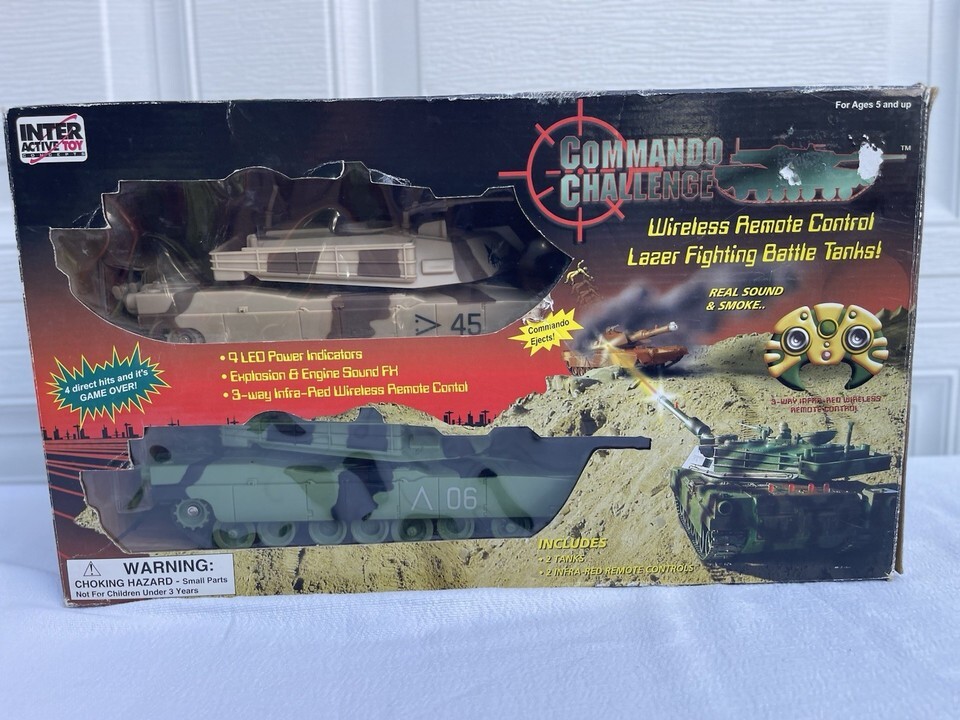 For Ages 5 and up
INTER
ACTIVE TOY
CONCEPTS
COMMANDO
CHALLENGE
TM
Wireless Remote Control
Lazer Fighting Battle Tanks!
REAL SOUND
& SMOKE..
Commando
Ejects!
45
• 4 LED Power Indicators
• Explosion & Engine Sound FX
• 3-way Infra-Red Wireless Remote Contol
4 direct hits and it's
GAME OVER!
3-WAY INFRA-RED WIRELESS
REMOTE CONTROL
06
INCLUDES
• 2 TANKS
• 2 INFRA-RED REMOTE CONTROLS
WARNING:
CHOKING HAZARD - Small Parts
Not For Children Under 3 Years